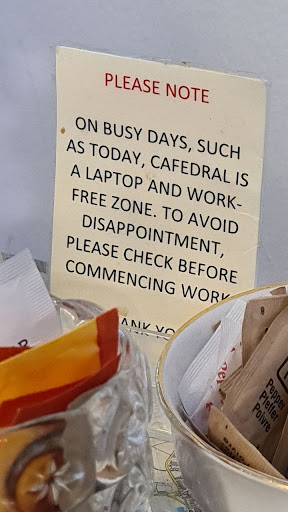 PLEASE NOTE
ON BUSY DAYS, SUCH
AS TODAY, CAFEDRAL IS
A LAPTOP AND WORK-
FREE ZONE. TO AVOID
DISAPPOINTMENT,
PLEASE CHECK BEFORE
COMMENCING WORK
Pepper
Pfeffer
Poivre